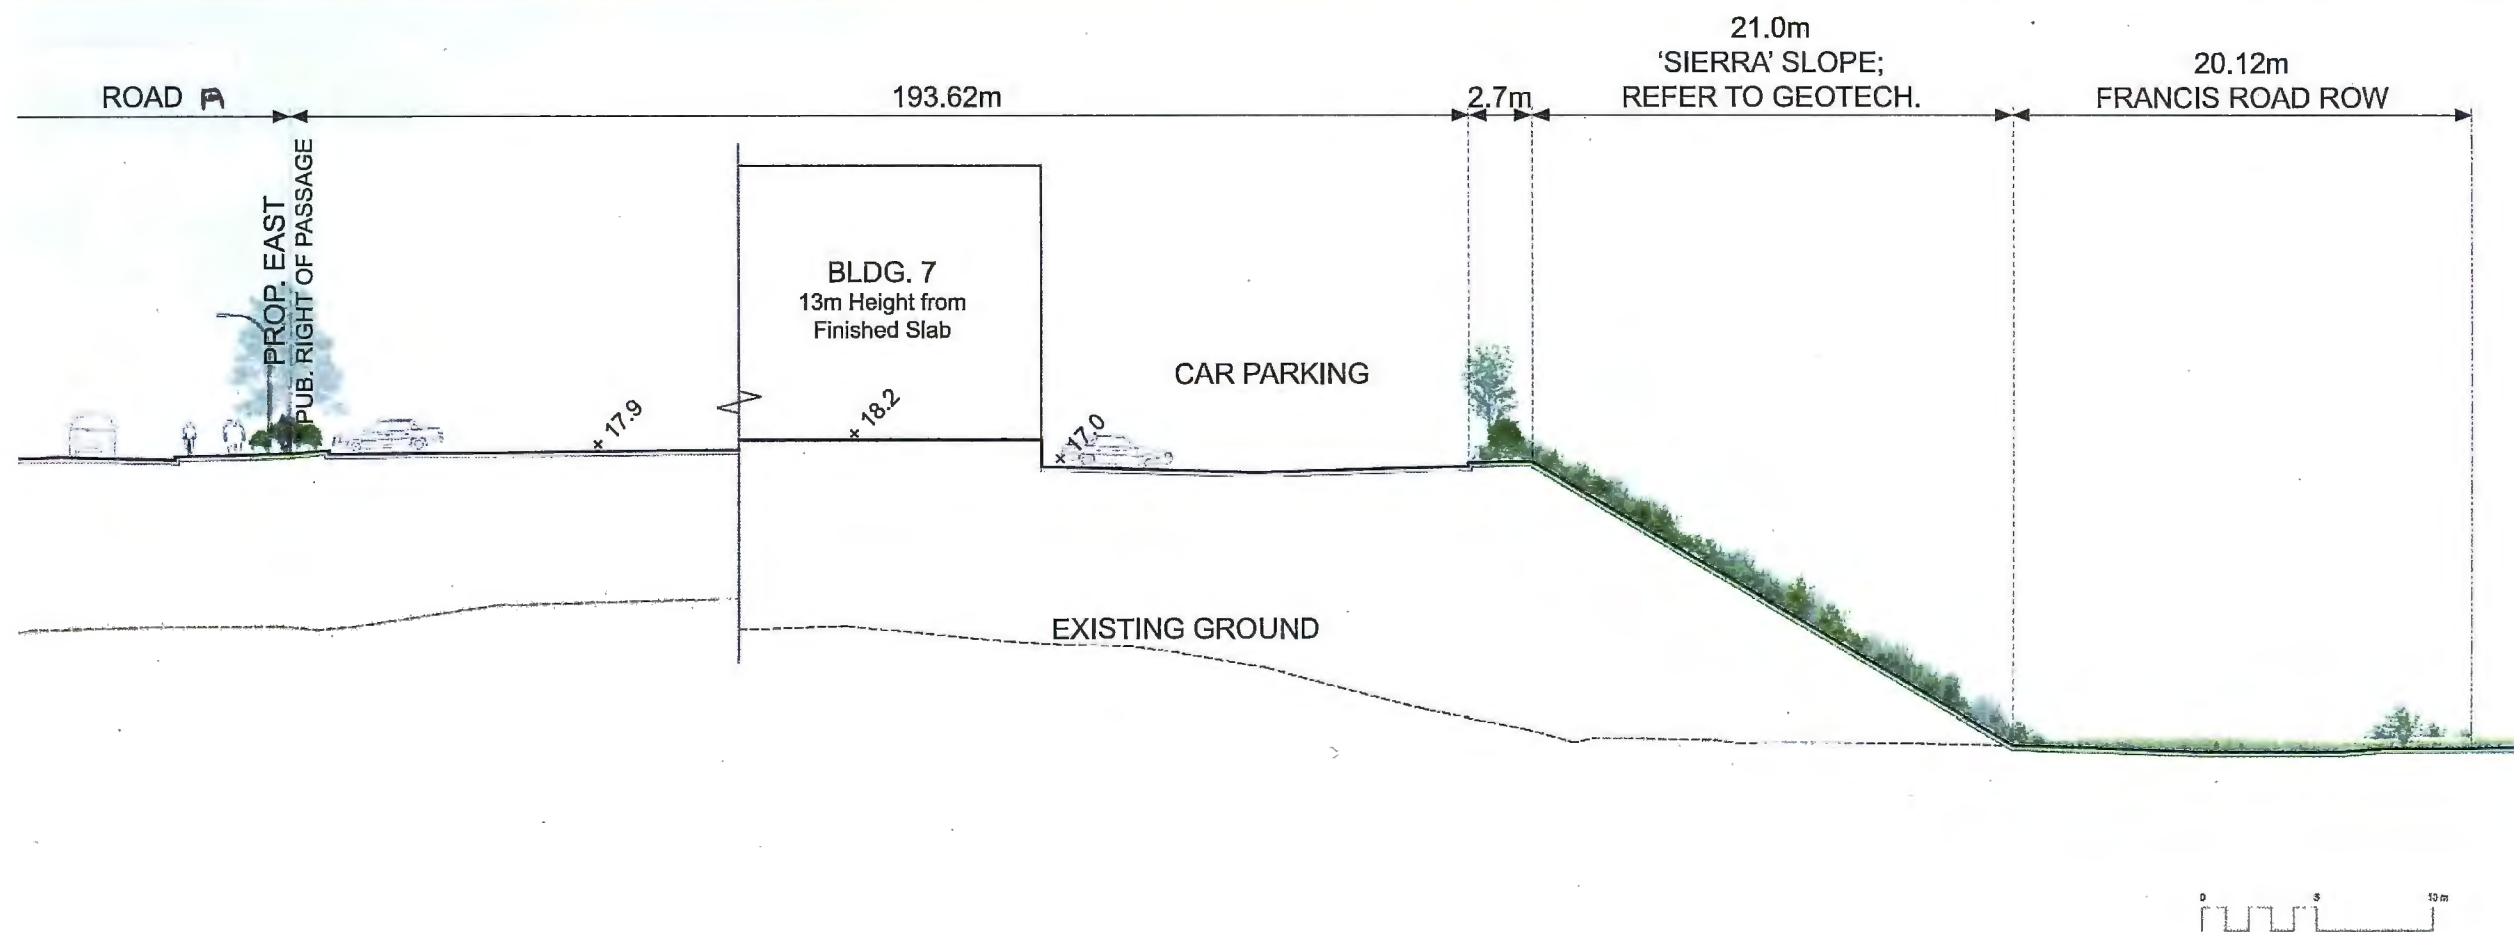 21.0m
'SIERRA' SLOPE;
REFER TO GEOTECH.
20.12m
FRANCIS ROAD ROW
ROAD A
193.62m
2.7m
PROP. EAST
PUB. RIGHT OF PASSAGE
BLDG. 7
13m Height from
Finished Slab
CAR PARKING
17.9
18.2
17.0
EXISTING GROUND
0 5 10 m